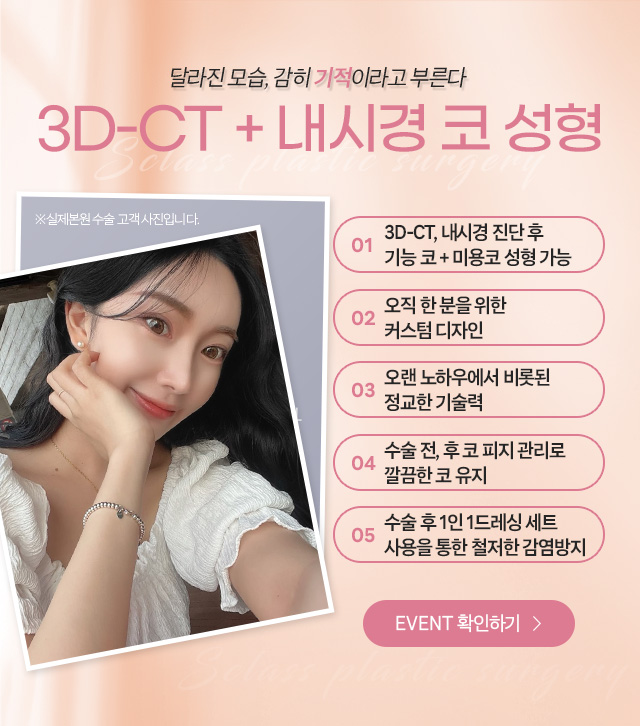 달라진 모습, 감히 기적이라고 부른다
3D-CT + 내시경 코 성형
Sclass plastic surgery
※실제본원 수술 고객 사진입니다.
01 3D-CT, 내시경 진단 후
기능 코 + 미용코 성형 가능
02 오직 한 분을 위한
커스텀 디자인
03 오랜 노하우에서 비롯된
정교한 기술력
04 수술 전, 후 코 피지 관리로
깔끔한 코 유지
05 수술 후 1인 1드레싱 세트
사용을 통한 철저한 감염방지
EVENT 확인하기 >
Sclass plastic surgery